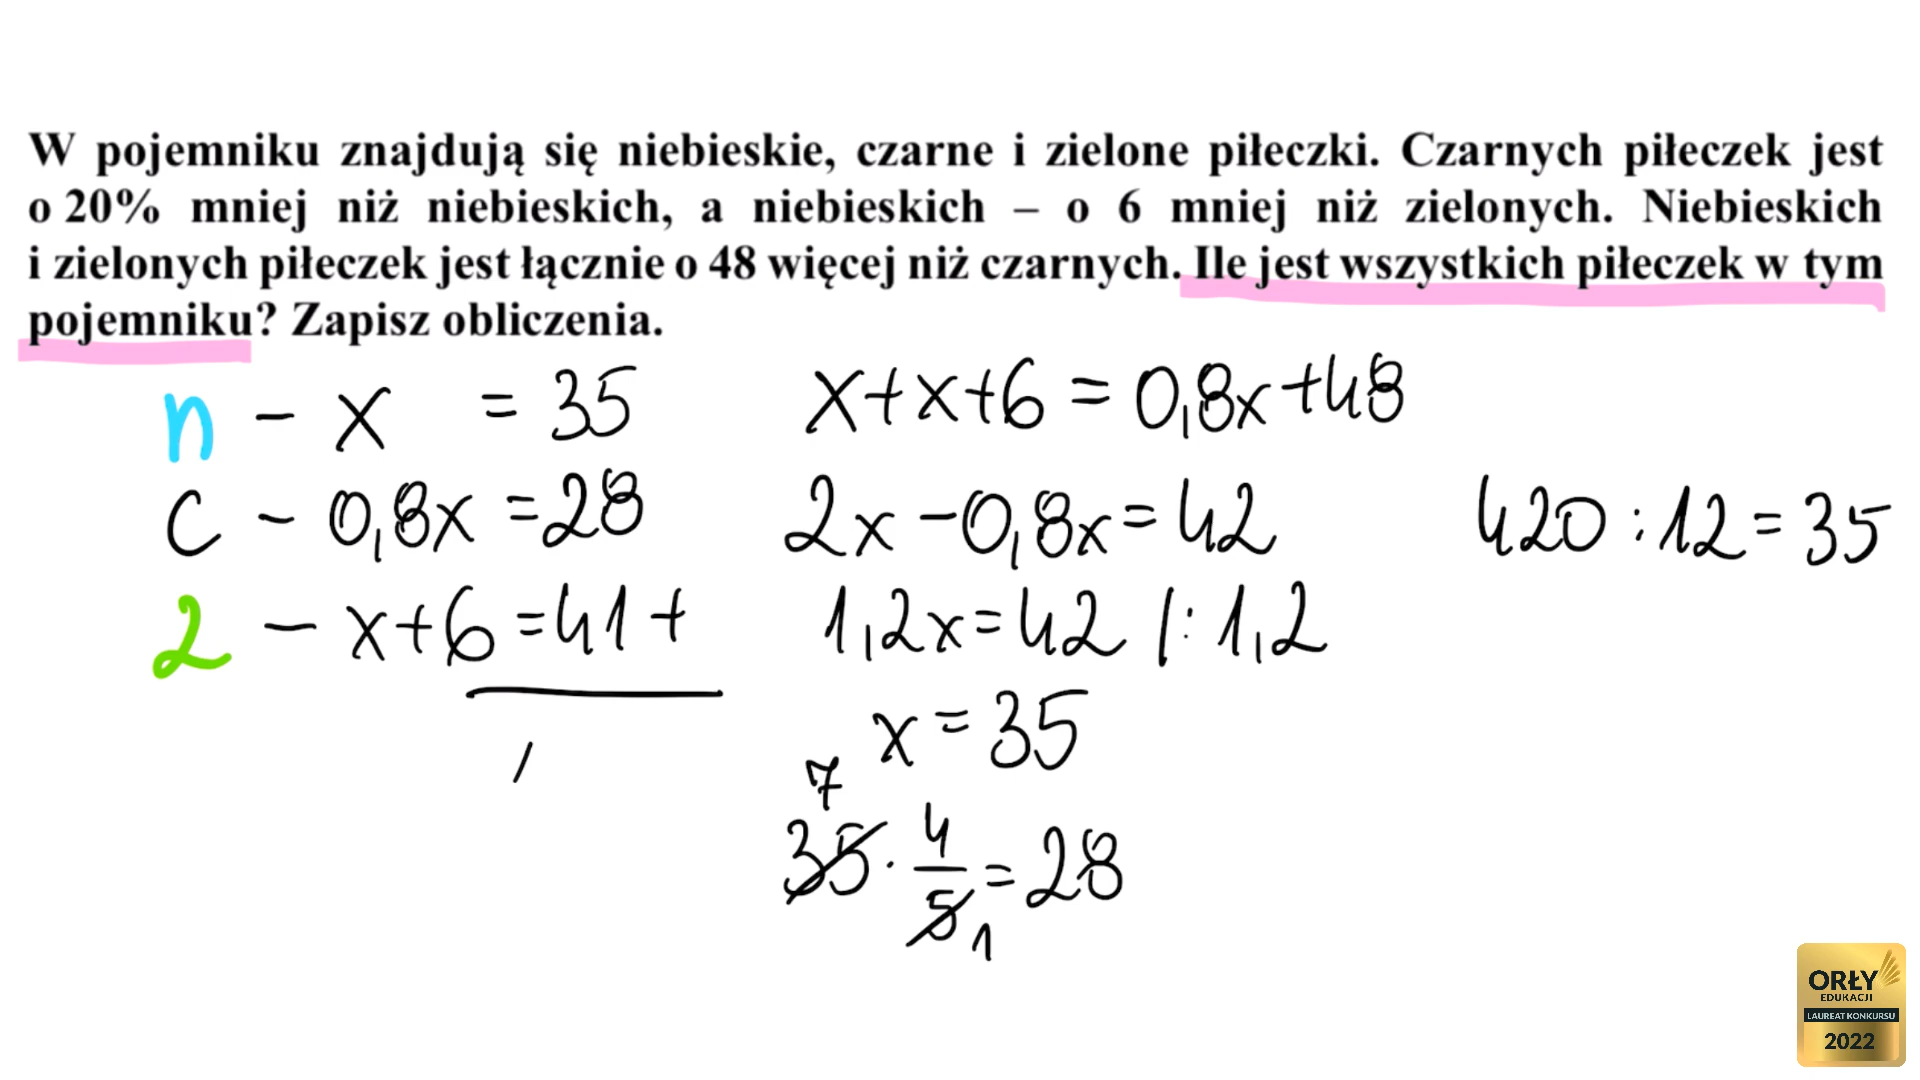 W pojemniku znajdują się niebieskie, czarne i zielone piłeczki. Czarnych piłeczek jest
o 20% mniej niż niebieskich, a niebieskich – o 6 mniej niż zielonych. Niebieskich
i zielonych piłeczek jest łącznie o 48 więcej niż czarnych. Ile jest wszystkich piłeczek w tym
pojemniku? Zapisz obliczenia.
n - x = 35
c - 0,8x = 28
z - x+6 = 41 +
x+x+6 = 0,8x+48
2x-0,8x = 42
1,2x = 42 /: 1,2
x = 35
7
35 · 4/5 = 28
1
420 : 12 = 35
ORŁY
EDUKACJI
LAUREAT KONKURSU
2022